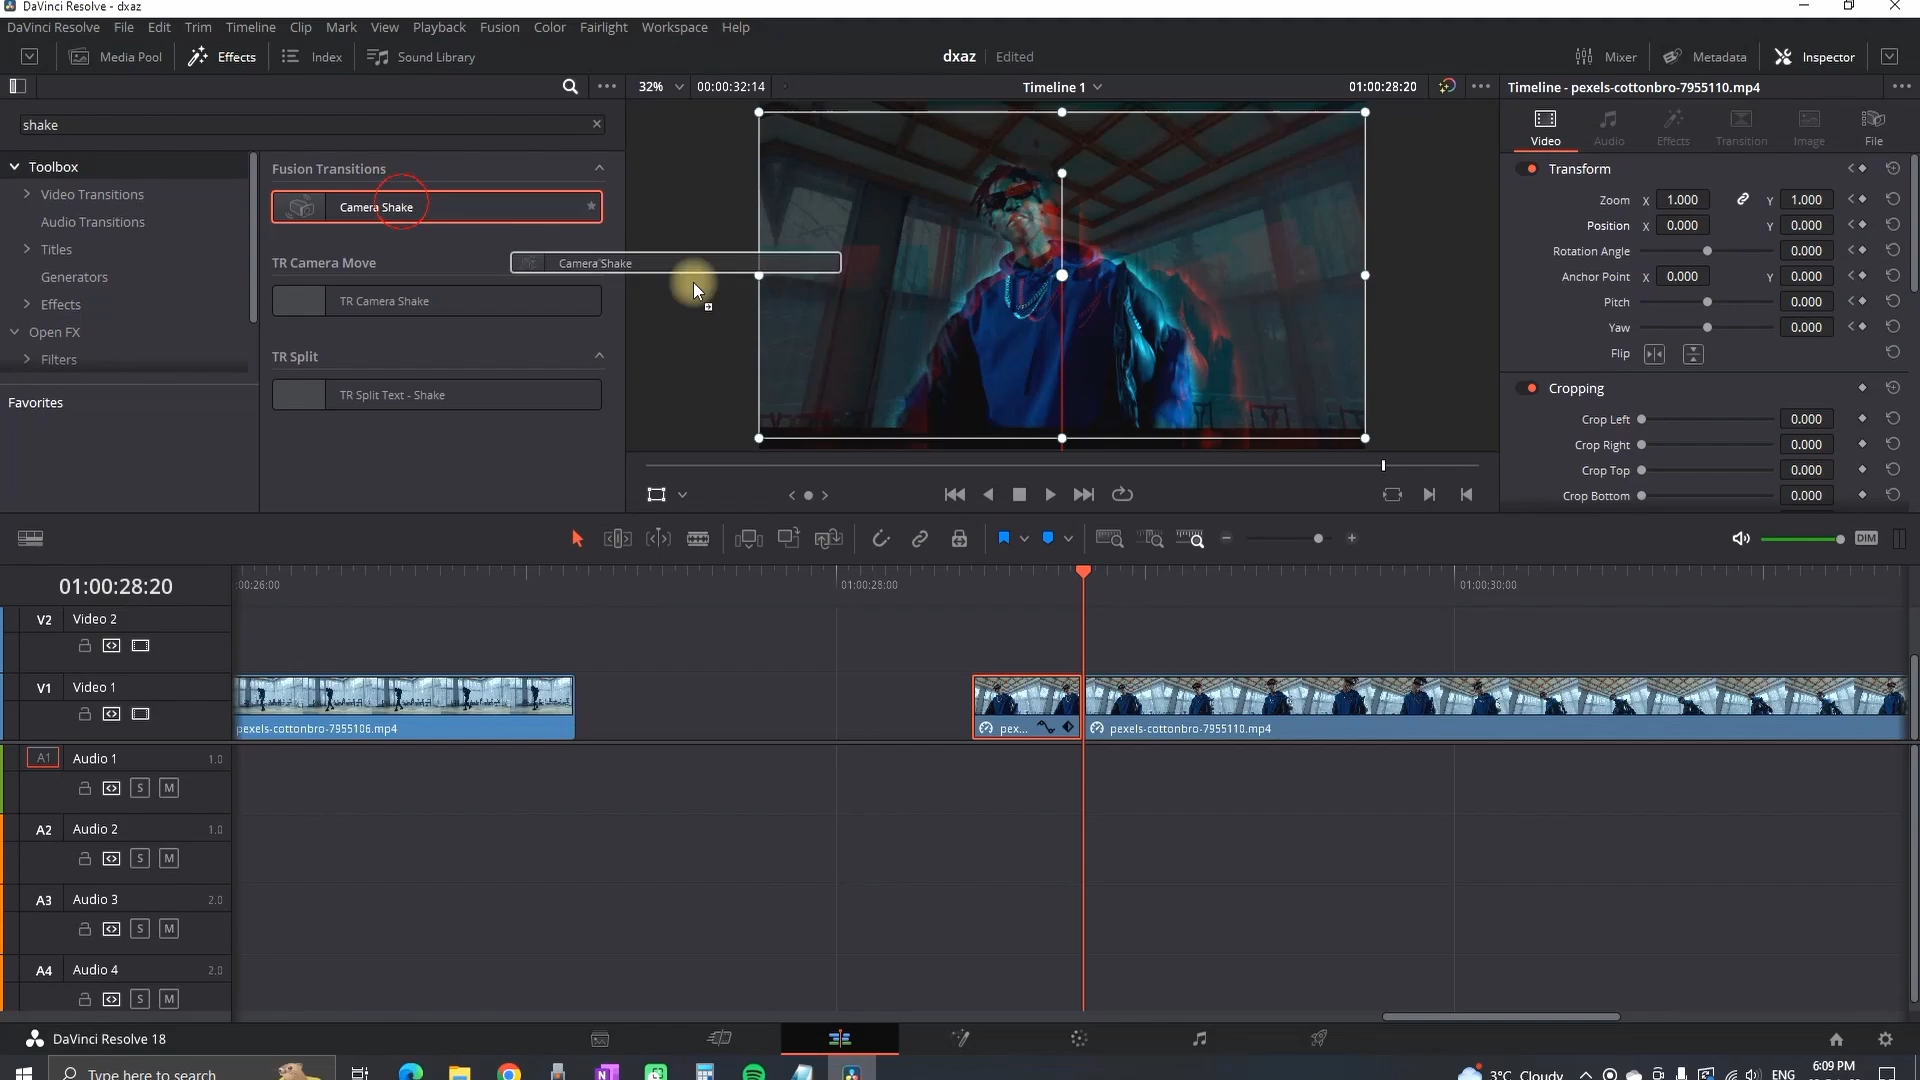 DaVinci Resolve - dxaz
DaVinci Resolve File Edit Trim Timeline Clip Mark View Playback Fusion Color Fairlight Workspace Help
Media Pool Effects Index Sound Library dxaz Edited Mixer Metadata Inspector
32% 00:00:32:14 Timeline 1 01:00:28:20 Timeline - pexels-cottonbro-7955110.mp4
shake
Video Audio Effects Transition Image File
Toolbox
Video Transitions
Audio Transitions
Titles
Generators
Effects
Open FX
Filters
Favorites
Fusion Transitions
Camera Shake
TR Camera Move
Camera Shake
TR Camera Shake
TR Split
TR Split Text - Shake
Transform
Zoom X 1.000 Y 1.000
Position X 0.000 Y 0.000
Rotation Angle 0.000
Anchor Point X 0.000 Y 0.000
Pitch 0.000
Yaw 0.000
Flip
Cropping
Crop Left 0.000
Crop Right 0.000
Crop Top 0.000
Crop Bottom 0.000
DIM
01:00:28:20 :00:26:00 01:00:28:00 01:00:30:00
V2 Video 2
V1 Video 1
pexels-cottonbro-7955106.mp4 pex... pexels-cottonbro-7955110.mp4
A1 Audio 1 1.0
S M
A2 Audio 2 1.0
S M
A3 Audio 3 2.0
S M
A4 Audio 4 2.0
S M
DaVinci Resolve 18
Type here to search 3°C Cloudy ENG 6:09 PM